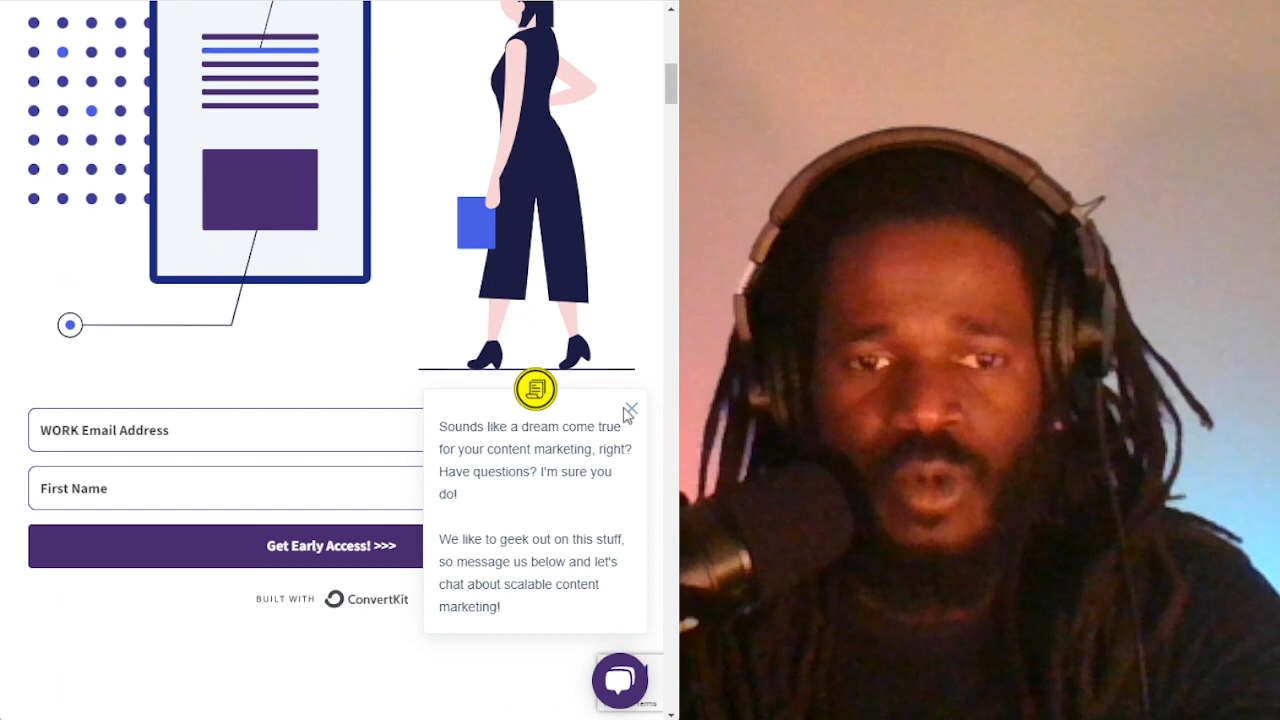 WORK Email Address
First Name
Get Early Access! >>>
BUILT WITH ConvertKit
Sounds like a dream come true
for your content marketing, right?
Have questions? I'm sure you
do!
We like to geek out on this stuff,
so message us below and let's
chat about scalable content
marketing!
Terms